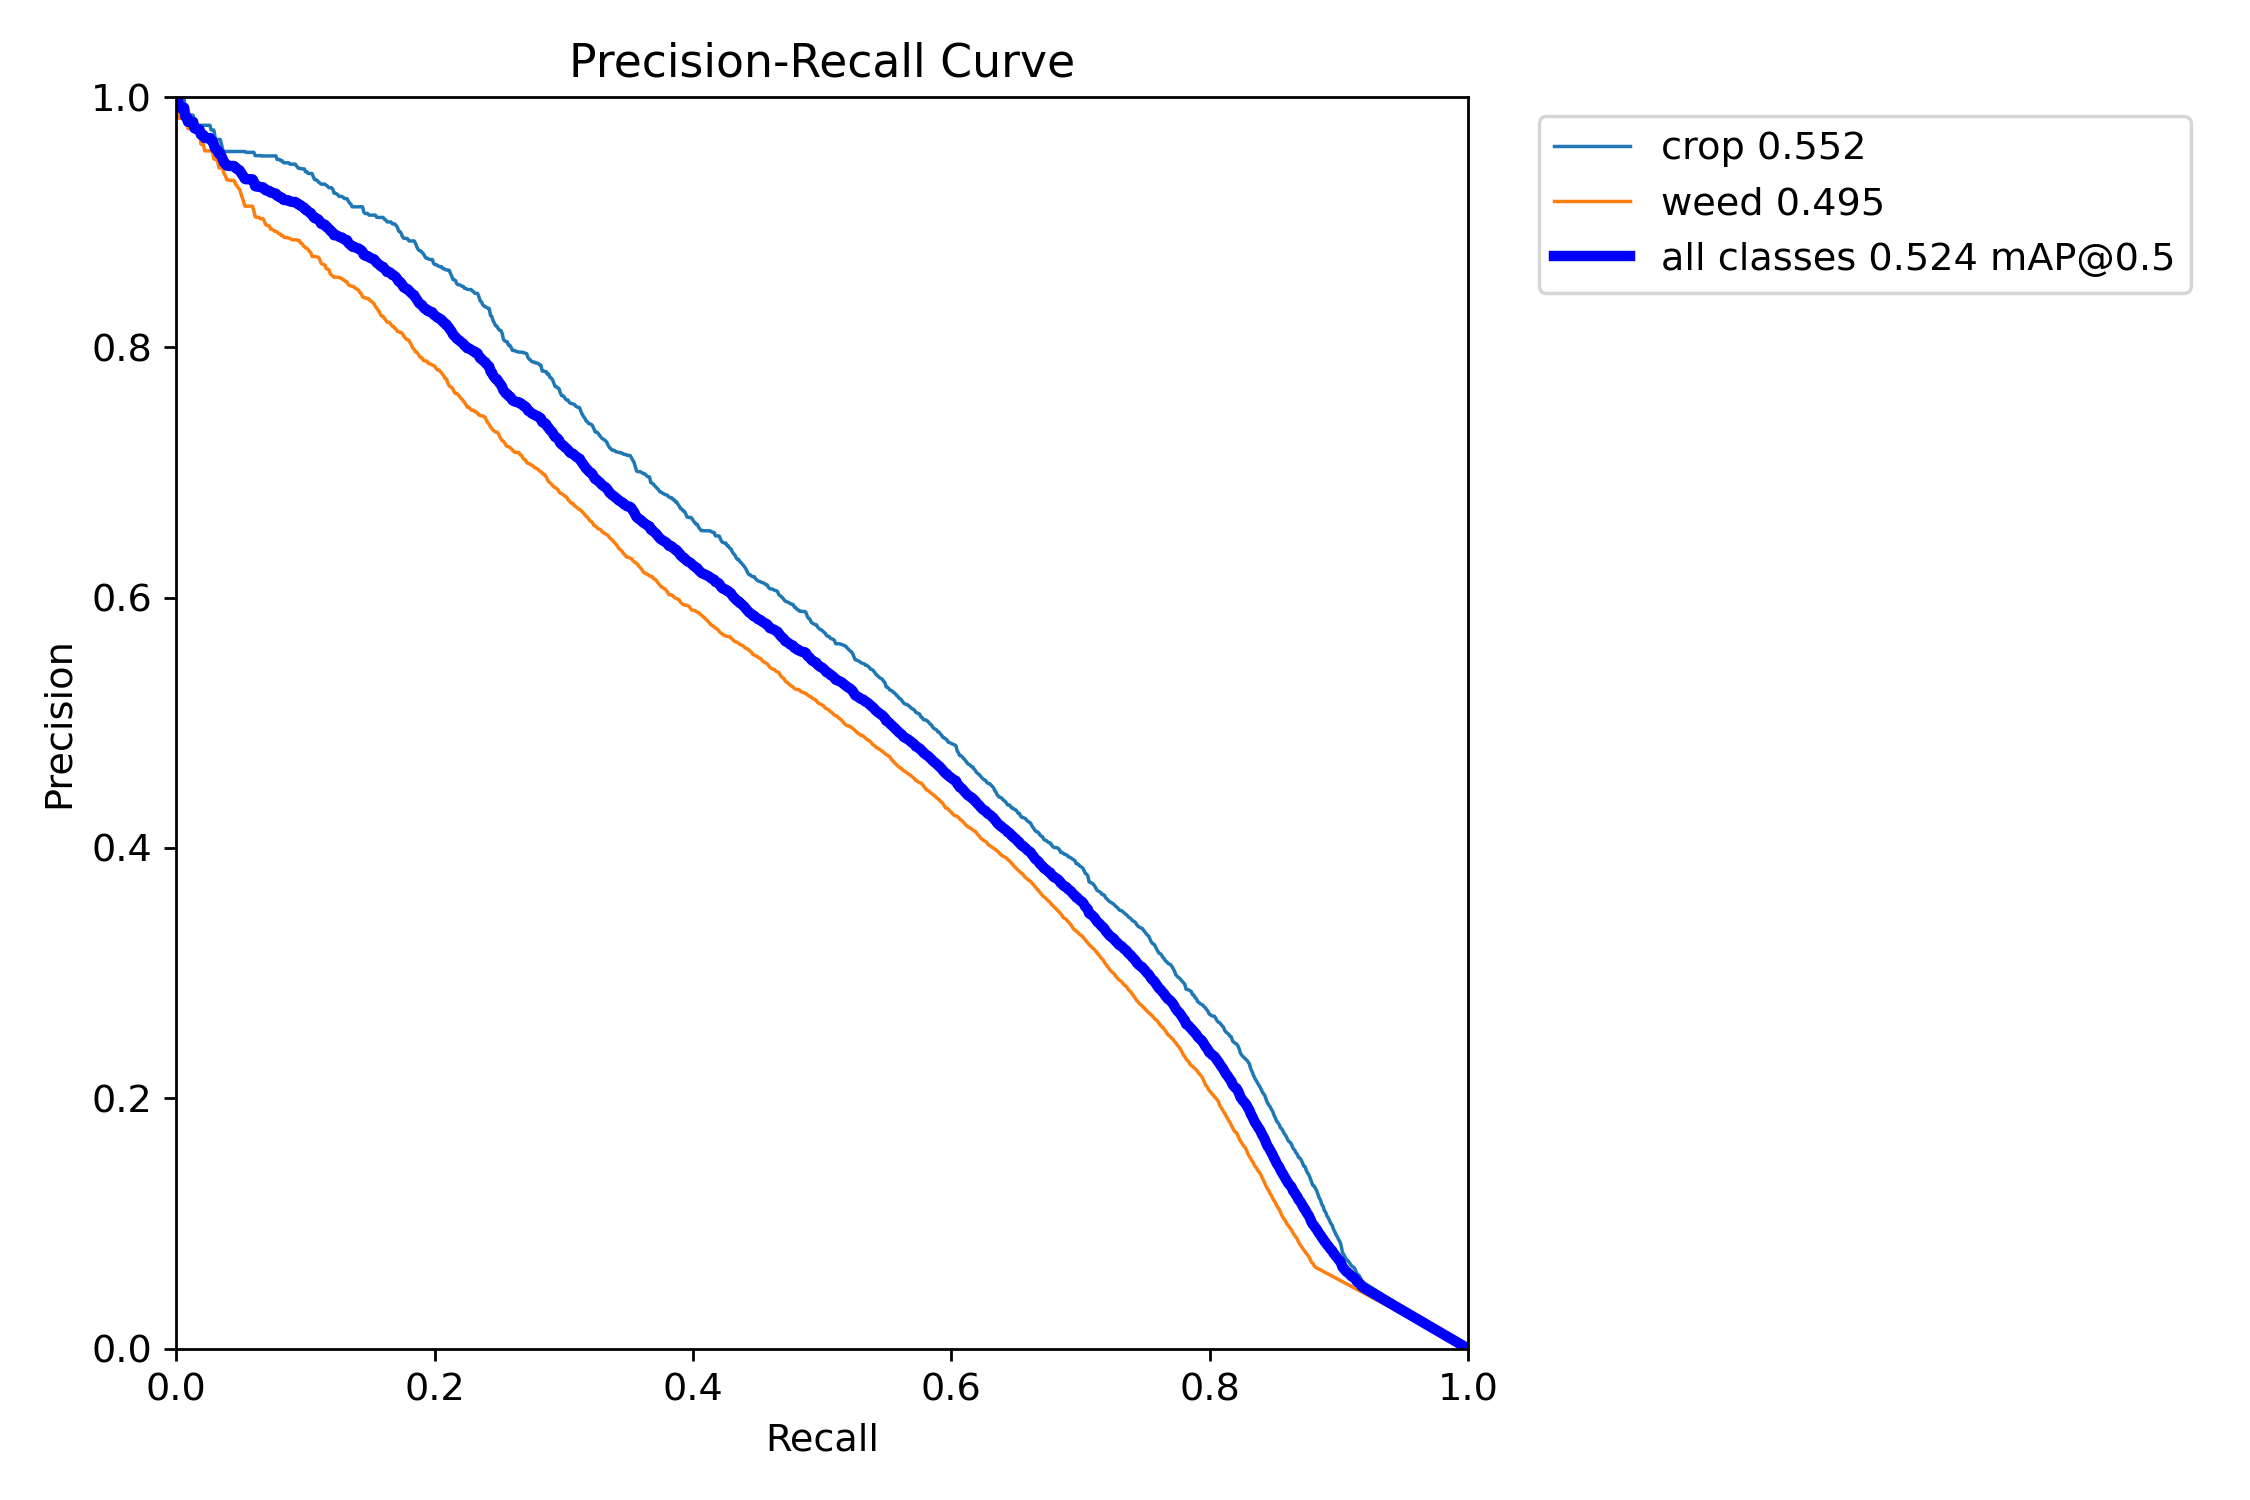 Precision-Recall Curve
crop 0.552
weed 0.495
all classes 0.524 mAP@0.5
Precision
1.0
0.8
0.6
0.4
0.2
0.0
0.0 0.2 0.4 0.6 0.8 1.0
Recall